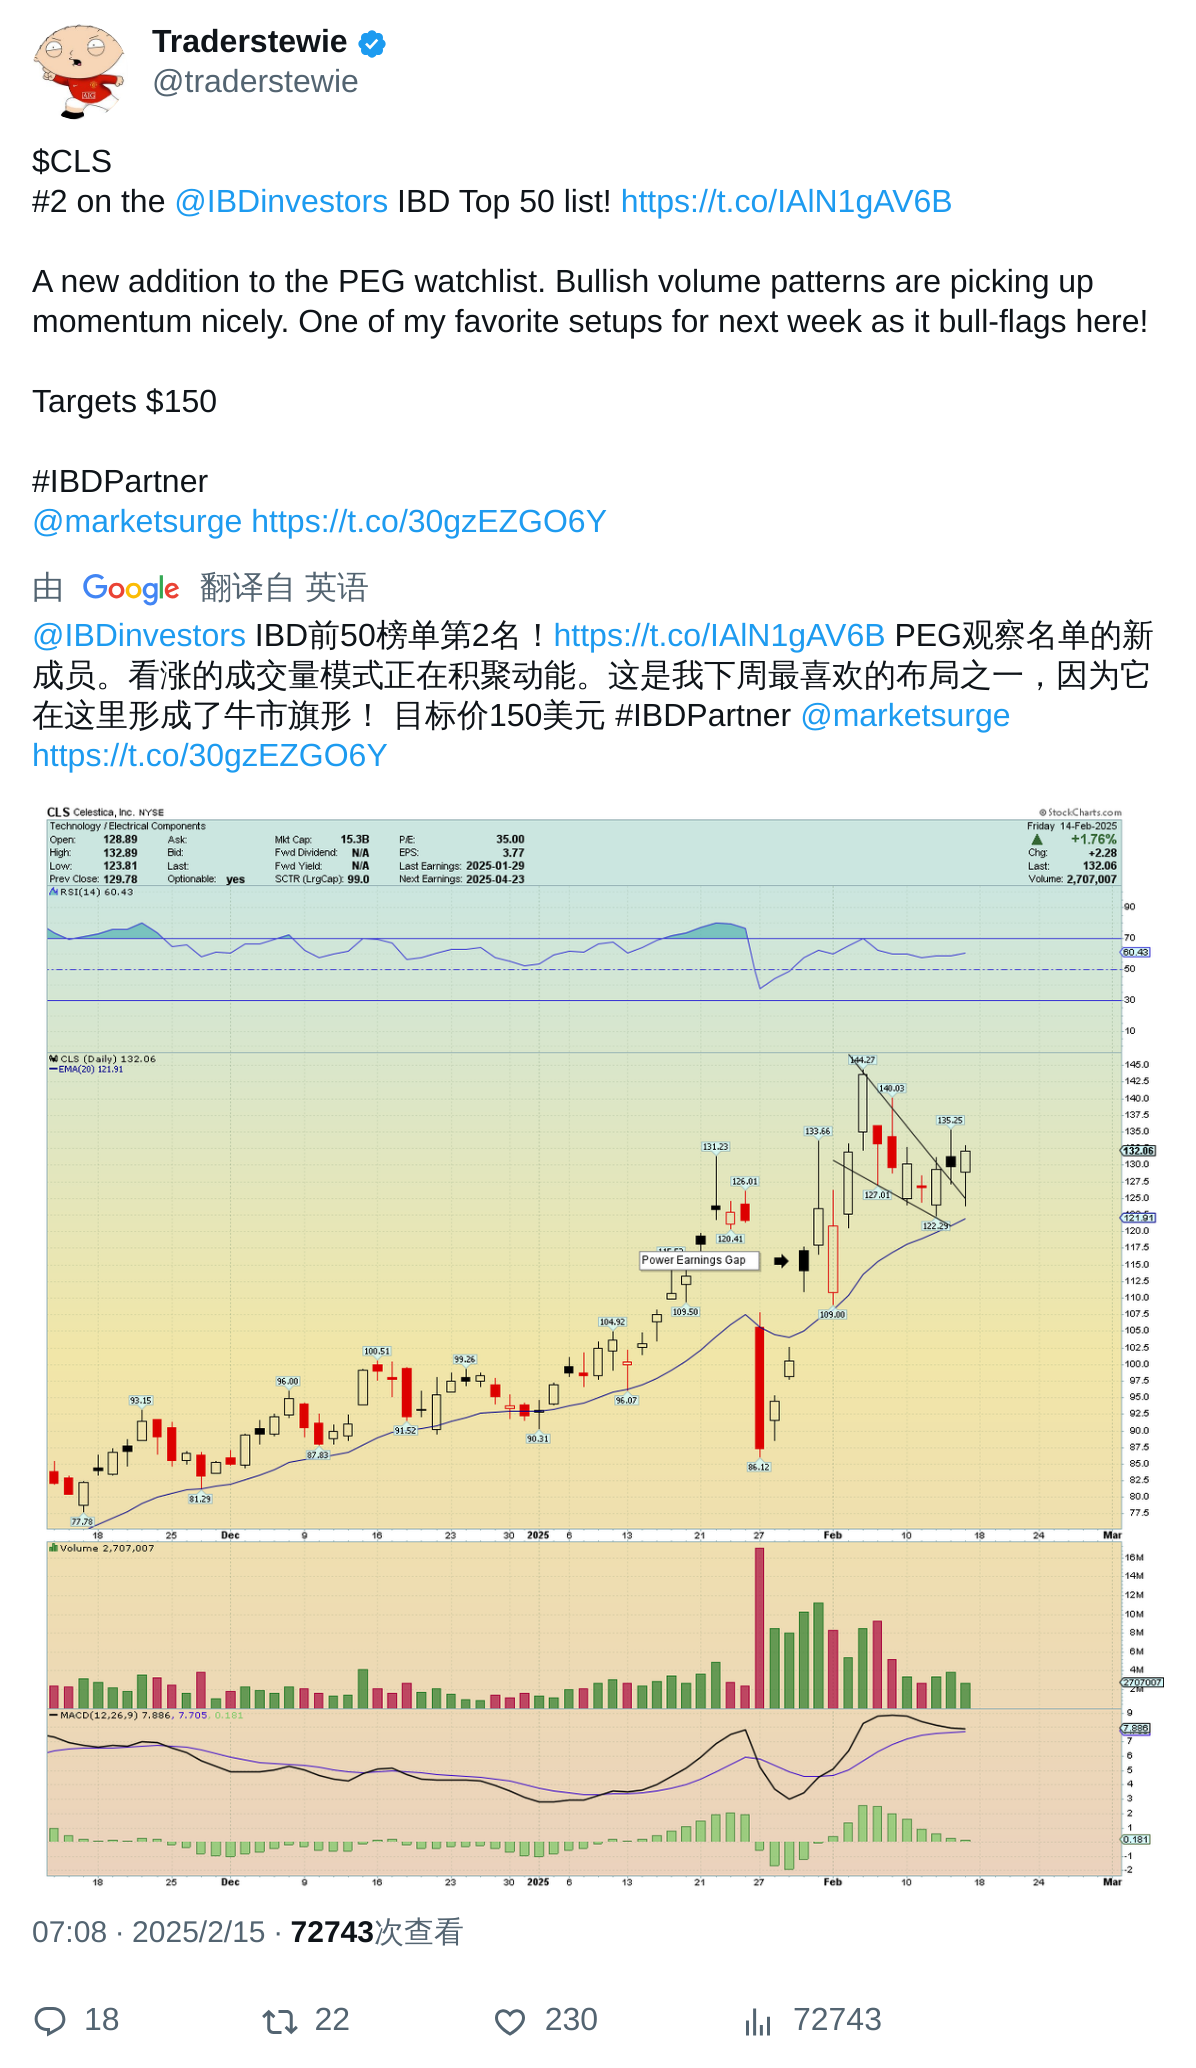 Traderstewie
@traderstewie
AIG
$CLS
#2 on the @IBDinvestors IBD Top 50 list! https://t.co/IAlN1gAV6B
A new addition to the PEG watchlist. Bullish volume patterns are picking up
momentum nicely. One of my favorite setups for next week as it bull-flags here!
Targets $150
#IBDPartner
@marketsurge https://t.co/30gzEZGO6Y
由 Google 翻译自 英语
@IBDinvestors IBD前50榜单第2名！https://t.co/IAlN1gAV6B PEG观察名单的新
成员。看涨的成交量模式正在积聚动能。这是我下周最喜欢的布局之一，因为它
在这里形成了牛市旗形！ 目标价150美元 #IBDPartner @marketsurge
https://t.co/30gzEZGO6Y
CLS Celestica, Inc. NYSE © StockCharts.com
Technology / Electrical Components Friday 14-Feb-2025
Open: 128.89 Ask: Mkt Cap: 15.3B P/E: 35.00 ▲ +1.76%
High: 132.89 Bid: Fwd Dividend: N/A EPS: 3.77 Chg: +2.28
Low: 123.81 Last: Fwd Yield: N/A Last Earnings: 2025-01-29 Last: 132.06
Prev Close: 129.78 Optionable: yes SCTR (LrgCap): 99.0 Next Earnings: 2025-04-23 Volume: 2,707,007
RSI(14) 60.43
90
70
60.43
50
30
10
CLS (Daily) 132.06
EMA(20) 121.91
144.27
140.03
135.25
133.66
131.23
126.01
127.01
122.29
120.41
Power Earnings Gap
109.50
109.00
104.92
100.51
99.26
96.00
96.07
93.15
91.52
90.31
87.83
86.12
81.29
77.78
145.0
142.5
140.0
137.5
135.0
132.06
130.0
127.5
125.0
121.91
120.0
117.5
115.0
112.5
110.0
107.5
105.0
102.5
100.0
97.5
95.0
92.5
90.0
87.5
85.0
82.5
80.0
77.5
18 25 Dec 9 16 23 30 2025 6 13 21 27 Feb 10 18 24 Mar
Volume 2,707,007
16M
14M
12M
10M
8M
6M
4M
2707007
2M
MACD(12,26,9) 7.886, 7.705, 0.181
9
7.886
7
6
5
4
3
2
1
0.181
-1
-2
18 25 Dec 9 16 23 30 2025 6 13 21 27 Feb 10 18 24 Mar
07:08 · 2025/2/15 · 72743次查看
18 22 230 72743